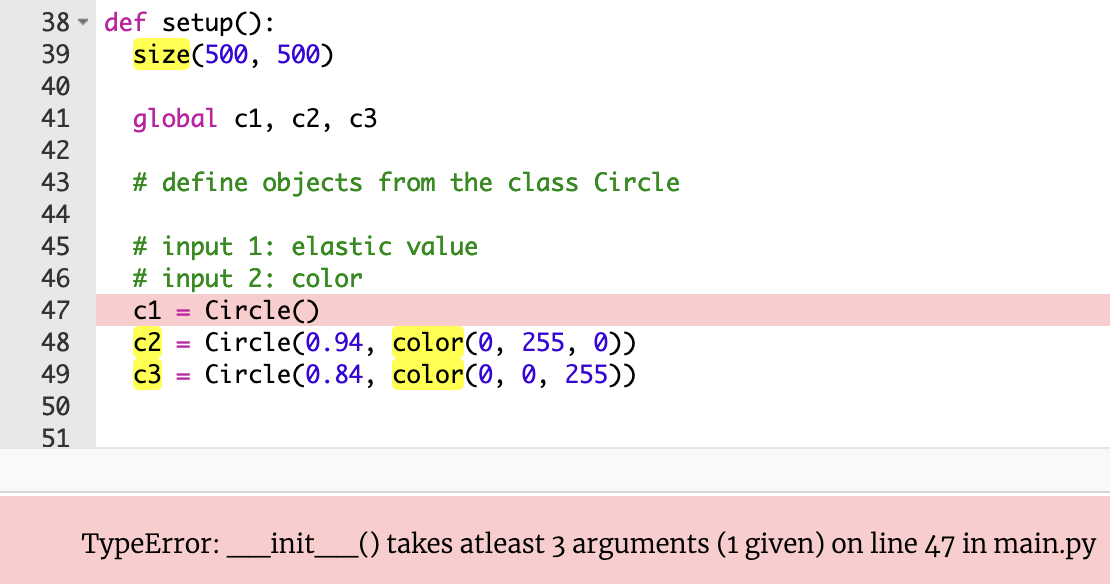 38 def setup():
39 size(500, 500)
40
41 global c1, c2, c3
42
43 # define objects from the class Circle
44
45 # input 1: elastic value
46 # input 2: color
47 c1 = Circle()
48 c2 = Circle(0.94, color(0, 255, 0))
49 c3 = Circle(0.84, color(0, 0, 255))
50
51
TypeError: __init__() takes atleast 3 arguments (1 given) on line 47 in main.py